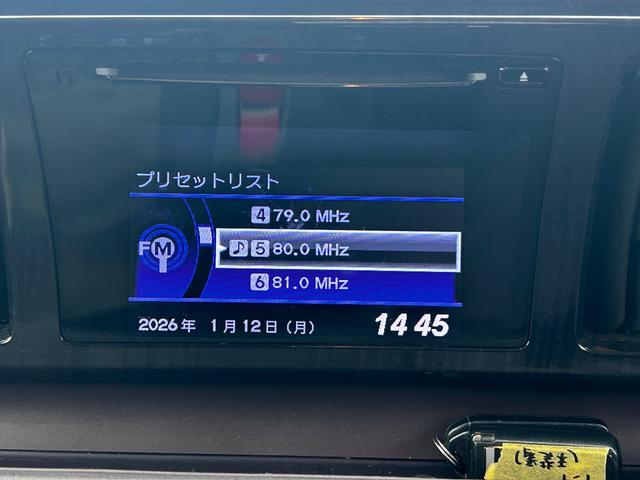 プリセットリスト
4 79.0 MHz
FM
♪ 5 80.0 MHz
6 81.0 MHz
2026年 1月12日(月) 14:45